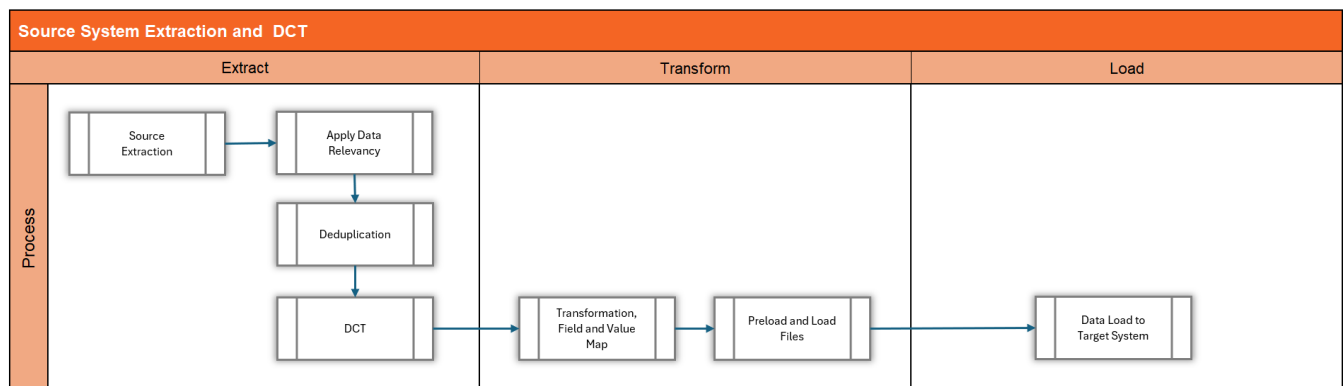 Source System Extraction and  DCT
Extract
Transform
Load
Process
Source
Extraction
Apply Data
Relevancy
Deduplication
DCT
Transformation,
Field and Value
Map
Preload and Load
Files
Data Load to
Target System